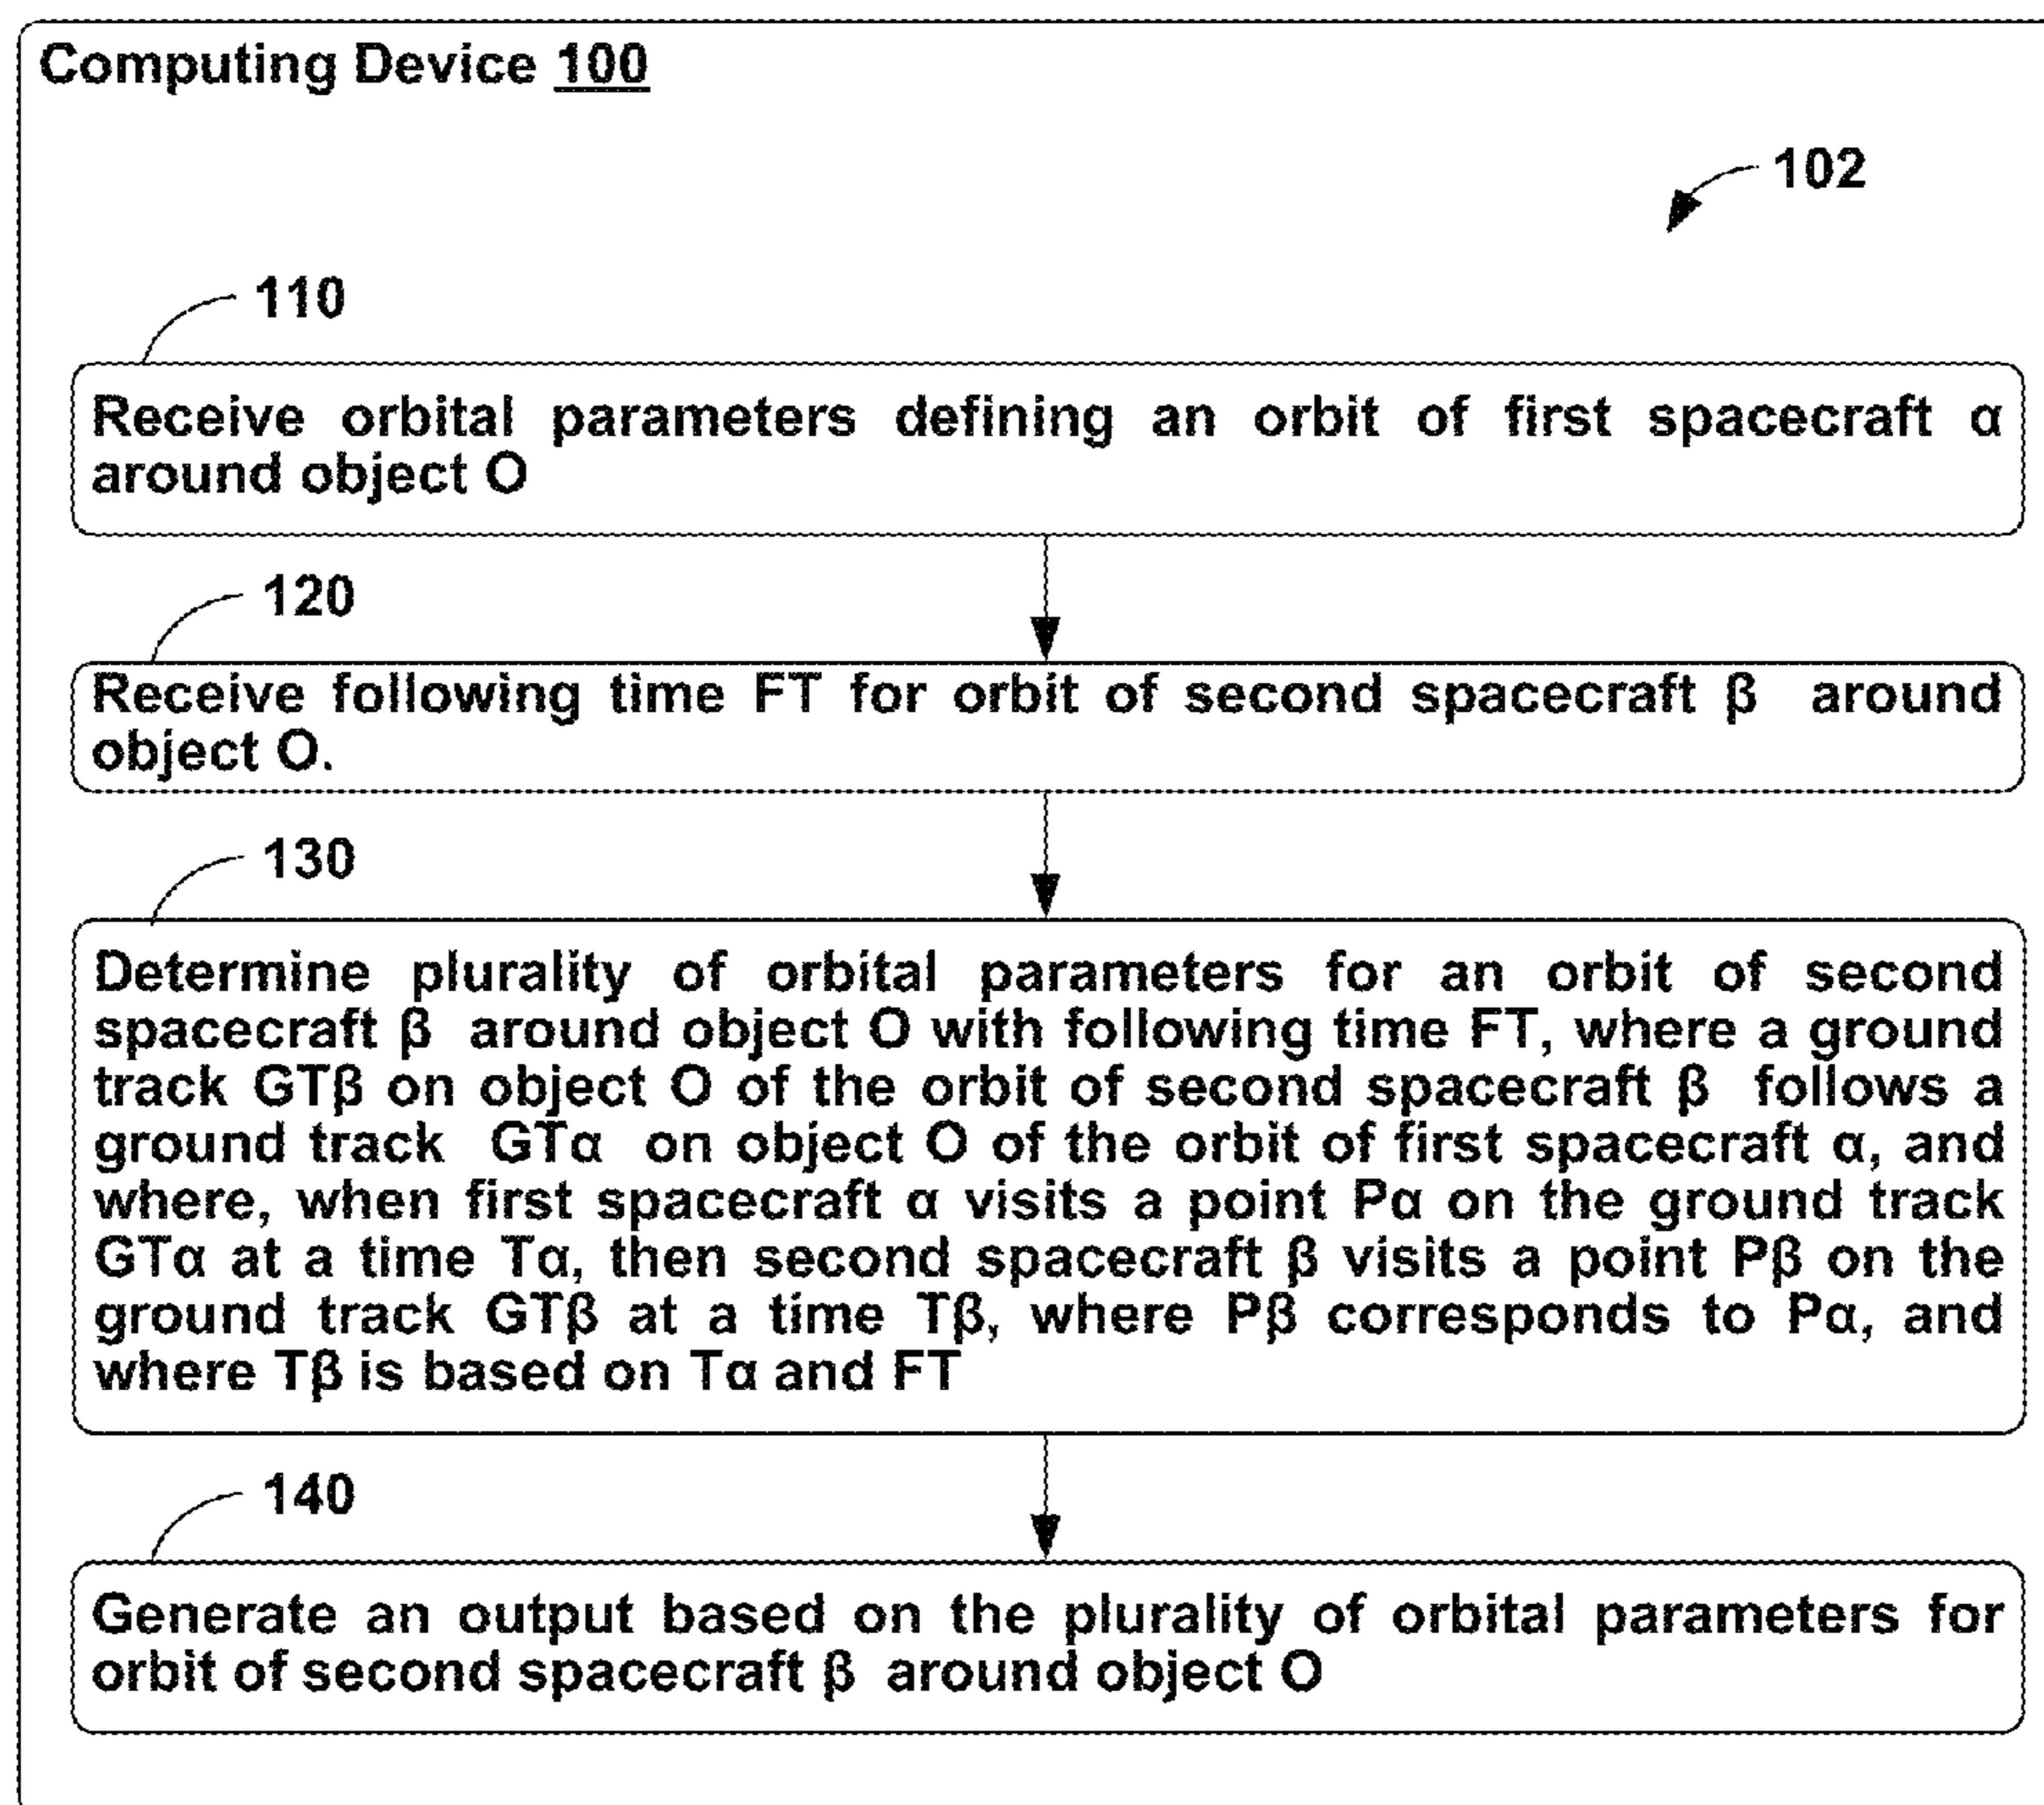 Computing Device 100
102
110
Receive orbital parameters defining an orbit of first spacecraft α
around object O
120
Receive following time FT for orbit of second spacecraft β around
object O.
130
Determine plurality of orbital parameters for an orbit of second
spacecraft β around object O with following time FT, where a ground
track GTβ on object O of the orbit of second spacecraft β follows a
ground track GTα on object O of the orbit of first spacecraft α, and
where, when first spacecraft α visits a point Pα on the ground track
GTα at a time Tα, then second spacecraft β visits a point Pβ on the
ground track GTβ at a time Tβ, where Pβ corresponds to Pα, and
where Tβ is based on Tα and FT
140
Generate an output based on the plurality of orbital parameters for
orbit of second spacecraft β around object O